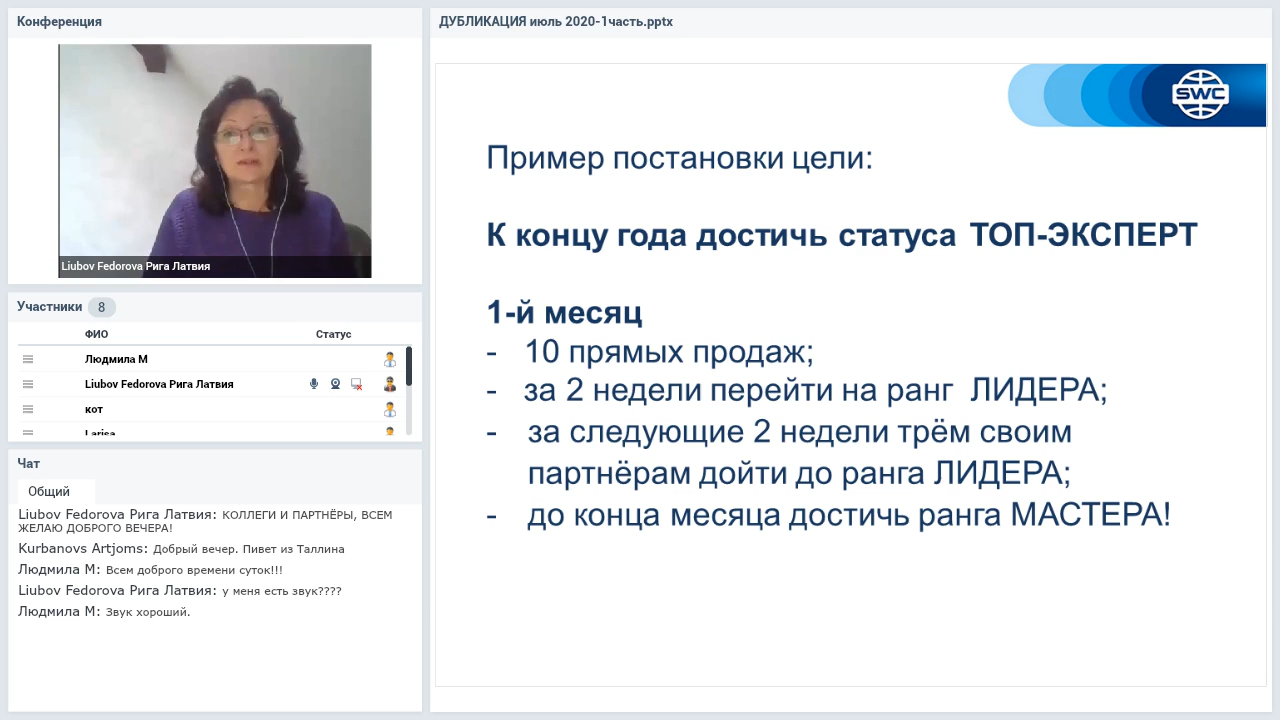 Конференция
Liubov Fedorova Рига Латвия
Участники 8
ФИО Статус
Людмила М
Liubov Fedorova Рига Латвия
кот
Larisa
Чат
Общий
Liubov Fedorova Рига Латвия: КОЛЛЕГИ И ПАРТНЁРЫ, ВСЕМ
ЖЕЛАЮ ДОБРОГО ВЕЧЕРА!
Kurbanovs Artjoms: Добрый вечер. Пивет из Таллина
Людмила М: Всем доброго времени суток!!!
Liubov Fedorova Рига Латвия: у меня есть звук????
Людмила М: Звук хороший.
ДУБЛИКАЦИЯ июль 2020-1часть.pptx
SWC
Пример постановки цели:
К концу года достичь статуса ТОП-ЭКСПЕРТ
1-й месяц
- 10 прямых продаж;
- за 2 недели перейти на ранг ЛИДЕРА;
- за следующие 2 недели трём своим
партнёрам дойти до ранга ЛИДЕРА;
- до конца месяца достичь ранга МАСТЕРА!